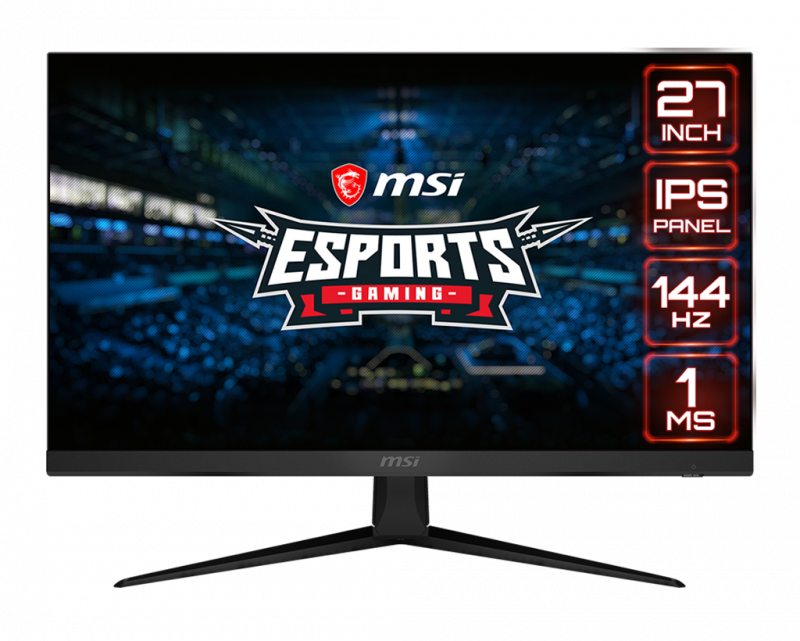 msi
ESPORTS
-GAMING-
27
INCH
IPS
PANEL
144
HZ
1
MS
msi